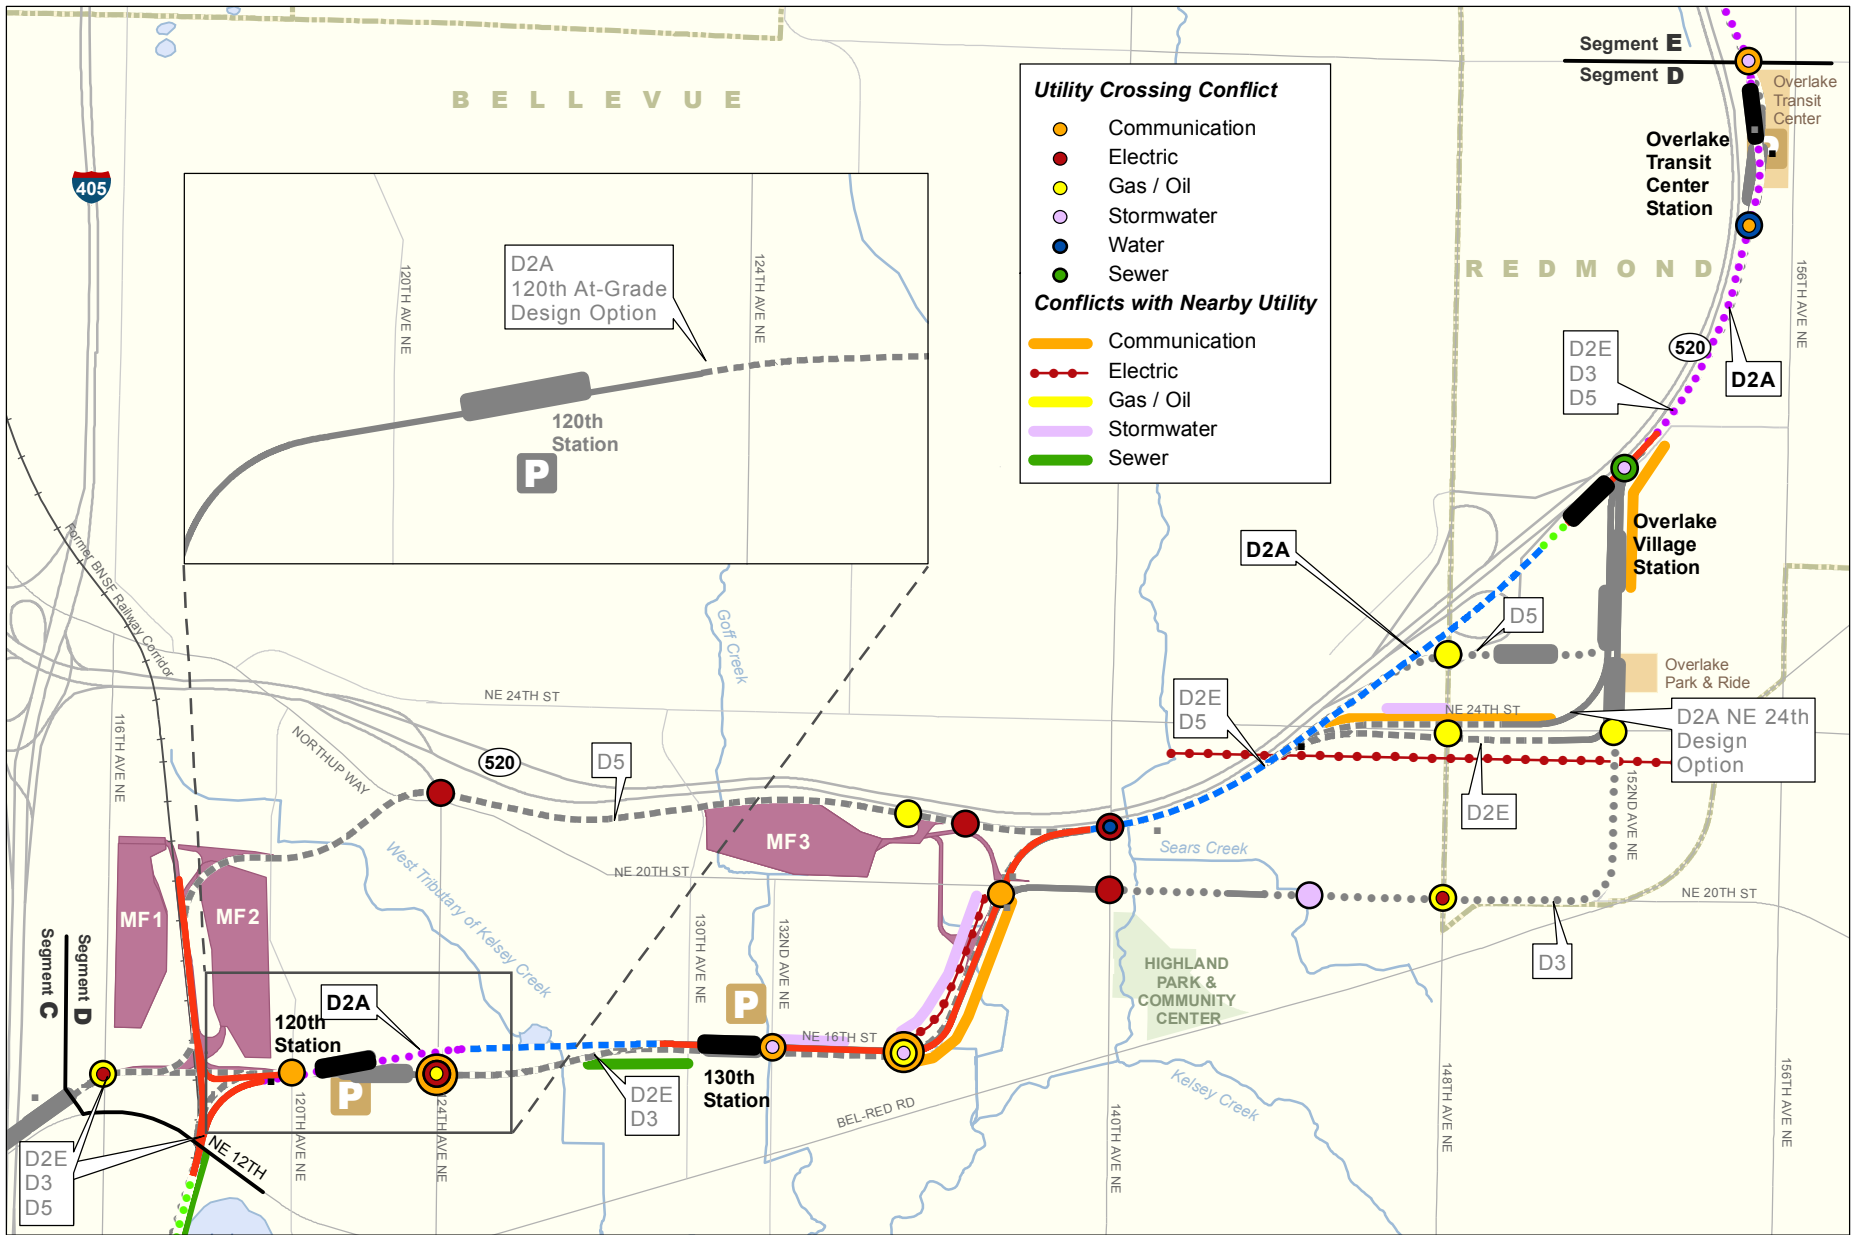 BELLEVUE
405
Segment E
Segment D
Overlake
Transit
Center
Overlake
Transit
Center
Station
P
Utility Crossing Conflict
Communication
Electric
Gas / Oil
Stormwater
Water
Sewer
Conflicts with Nearby Utility
Communication
Electric
Gas / Oil
Stormwater
Sewer
REDMOND
156TH AVE NE
520
D2A
D2E
D3
D5
D2A
120th At-Grade
Design Option
120TH AVE NE
124TH AVE NE
120th
Station
P
Former BNSF Railway Corridor
Overlake
Village
Station
D2A
D5
Overlake
Park & Ride
Goff Creek
NE 24TH ST
NE 24TH ST
D2E
D5
D2A NE 24th
Design
Option
116TH AVE NE
NORTHUP WAY
520
D5
D2E
152ND AVE NE
MF3
NE 20TH ST
Sears Creek
NE 20TH ST
West Tributary of Kelsey Creek
MF1
MF2
Segment C
Segment D
130TH AVE NE
132ND AVE NE
D3
HIGHLAND
PARK &
COMMUNITY
CENTER
D2A
120th
Station
P
P
NE 16TH ST
130th
Station
D2E
D3
BEL-RED RD
Kelsey Creek
120TH AVE NE
124TH AVE NE
140TH AVE NE
148TH AVE NE
156TH AVE NE
NE 12TH
D2E
D3
D5